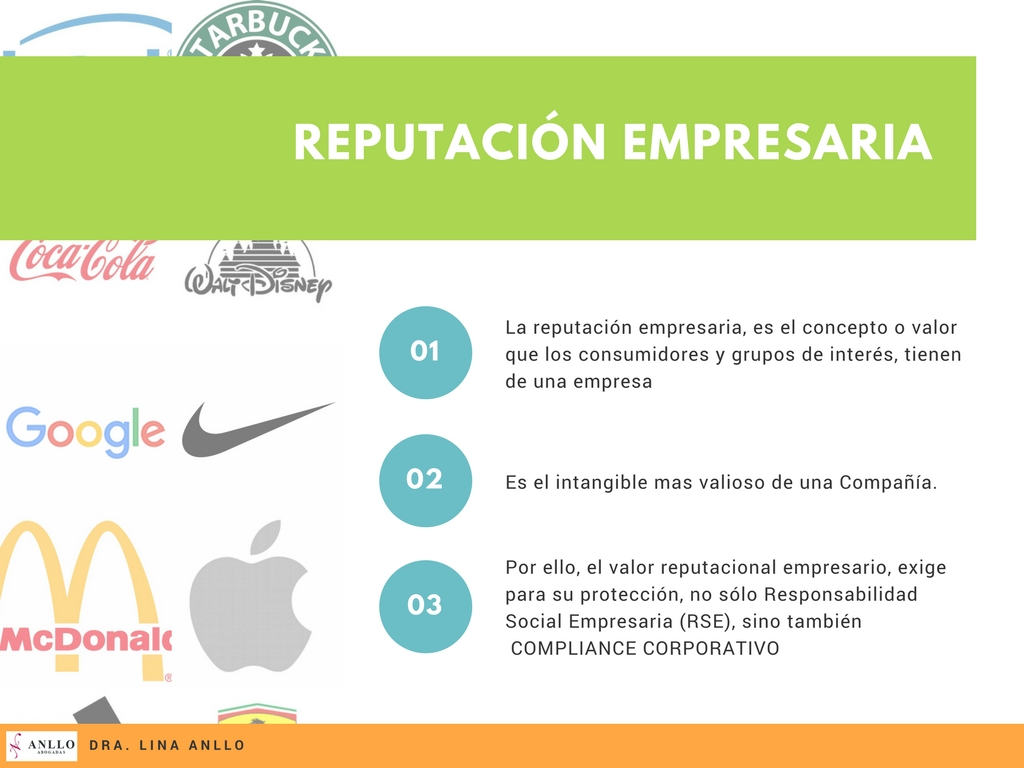 STARBUCK
REPUTACIÓN EMPRESARIA
Coca-Cola
WALT DISNEY
01
La reputación empresaria, es el concepto o valor
que los consumidores y grupos de interés, tienen
de una empresa
Google
02
Es el intangible mas valioso de una Compañía.
03
Por ello, el valor reputacional empresario, exige
para su protección, no sólo Responsabilidad
Social Empresaria (RSE), sino también
COMPLIANCE CORPORATIVO
McDonald
®
ANLLO
ABOGADAS
DRA. LINA ANLLO